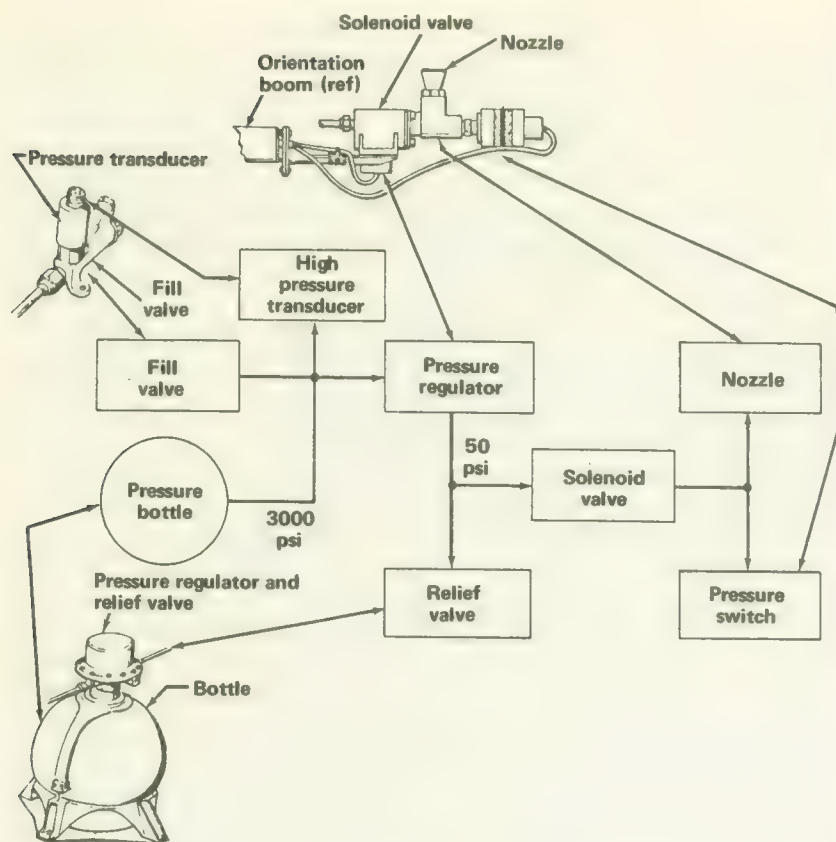 Solenoid valve
Nozzle
Orientation
boom (ref)
Pressure transducer
Fill
valve
High
pressure
transducer
Fill
valve
Pressure
regulator
Nozzle
50
psi
Solenoid
valve
Pressure
bottle
3000
psi
Pressure regulator and
relief valve
Relief
valve
Pressure
switch
Bottle